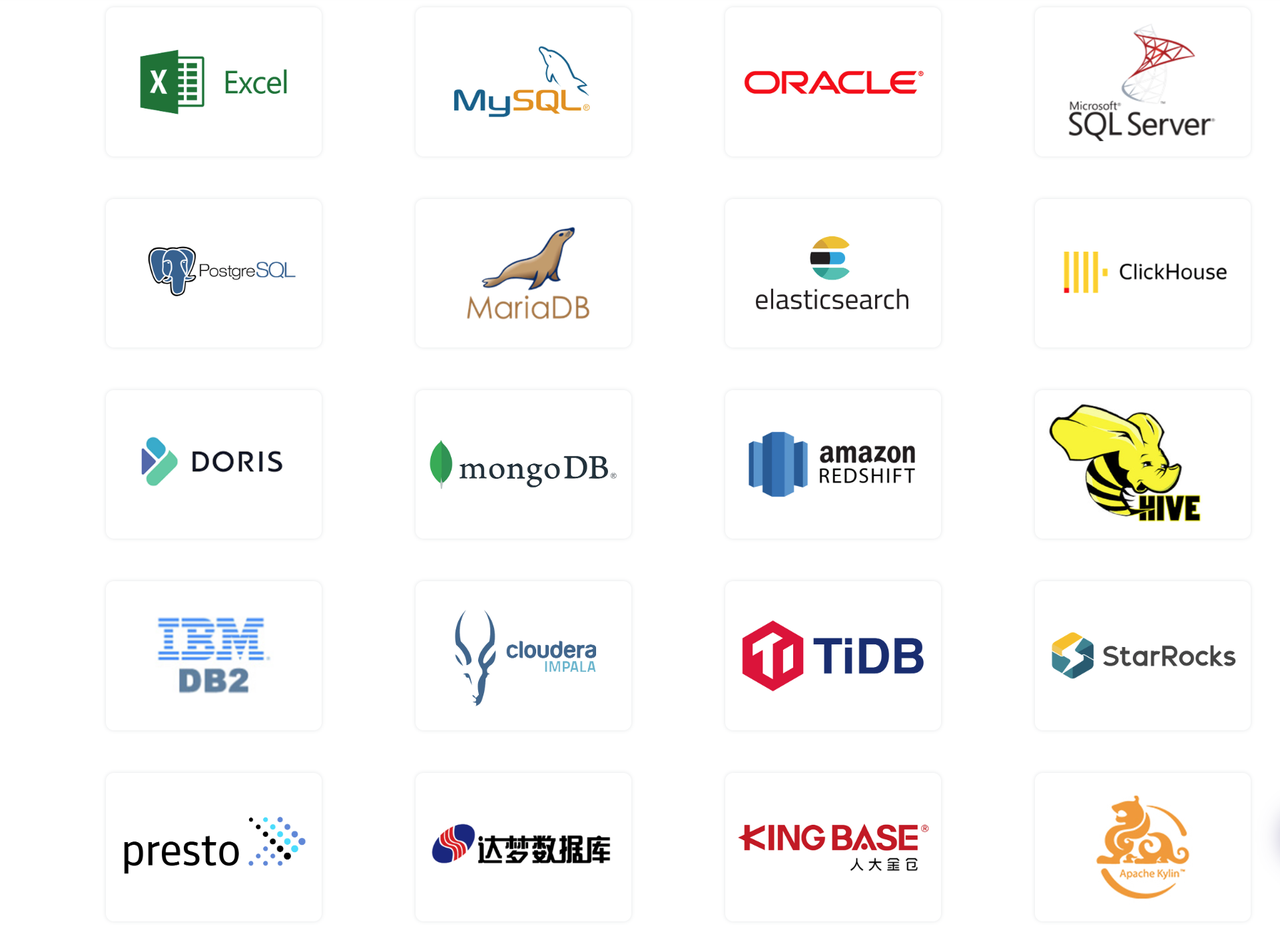 X Excel
MySQL®
ORACLE®
Microsoft®
SQL Server®
PostgreSQL
MariaDB
elasticsearch
ClickHouse
DORIS
mongoDB®
amazon
REDSHIFT
HIVE
IBM®
DB2
cloudera
IMPALA
TiDB
StarRocks
presto
达梦数据库
KINGBASE®
人大金仓
Apache Kylin™